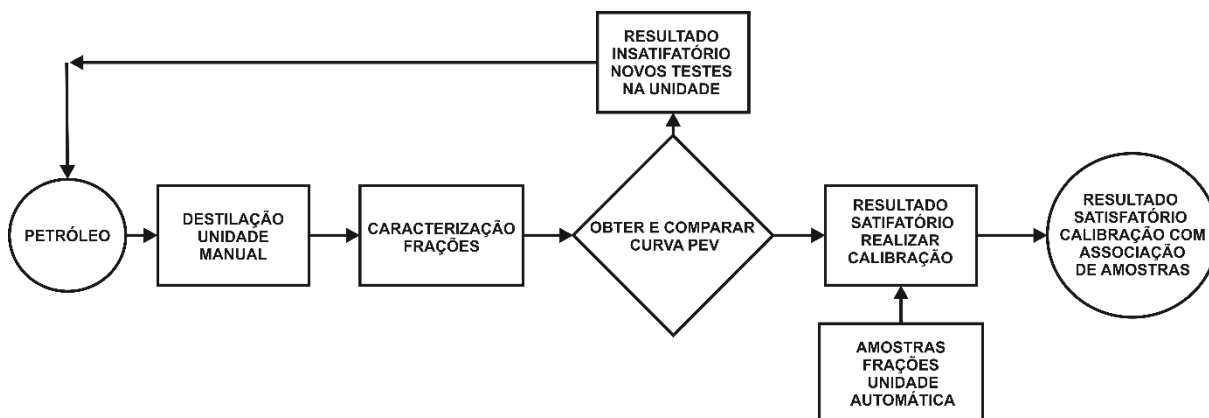 RESULTADO
INSATIFATÓRIO
NOVOS TESTES
NA UNIDADE
PETRÓLEO
DESTILAÇÃO
UNIDADE
MANUAL
CARACTERIZAÇÃO
FRAÇÕES
OBTER E COMPARAR
CURVA PEV
RESULTADO
SATIFATÓRIO
REALIZAR
CALIBRAÇÃO
RESULTADO
SATISFATÓRIO
CALIBRAÇÃO COM
ASSOCIAÇÃO
DE AMOSTRAS
AMOSTRAS
FRAÇÕES
UNIDADE
AUTOMÁTICA